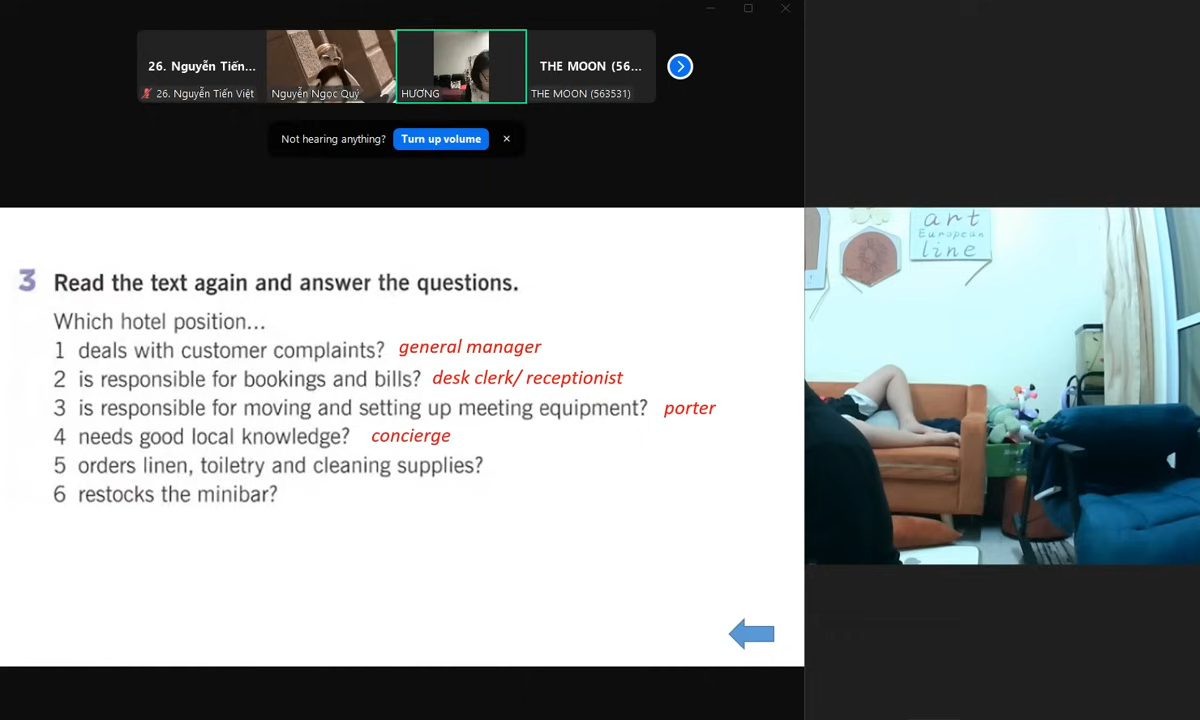 26. Nguyễn Tiến...
THE MOON (56...
26. Nguyễn Tiến Việt
Nguyễn Ngọc Quý
HƯƠNG
THE MOON (563531)
Not hearing anything?
Turn up volume
art
European
line
3 Read the text again and answer the questions.
Which hotel position...
1 deals with customer complaints? general manager
2 is responsible for bookings and bills? desk clerk/ receptionist
3 is responsible for moving and setting up meeting equipment? porter
4 needs good local knowledge? concierge
5 orders linen, toiletry and cleaning supplies?
6 restocks the minibar?